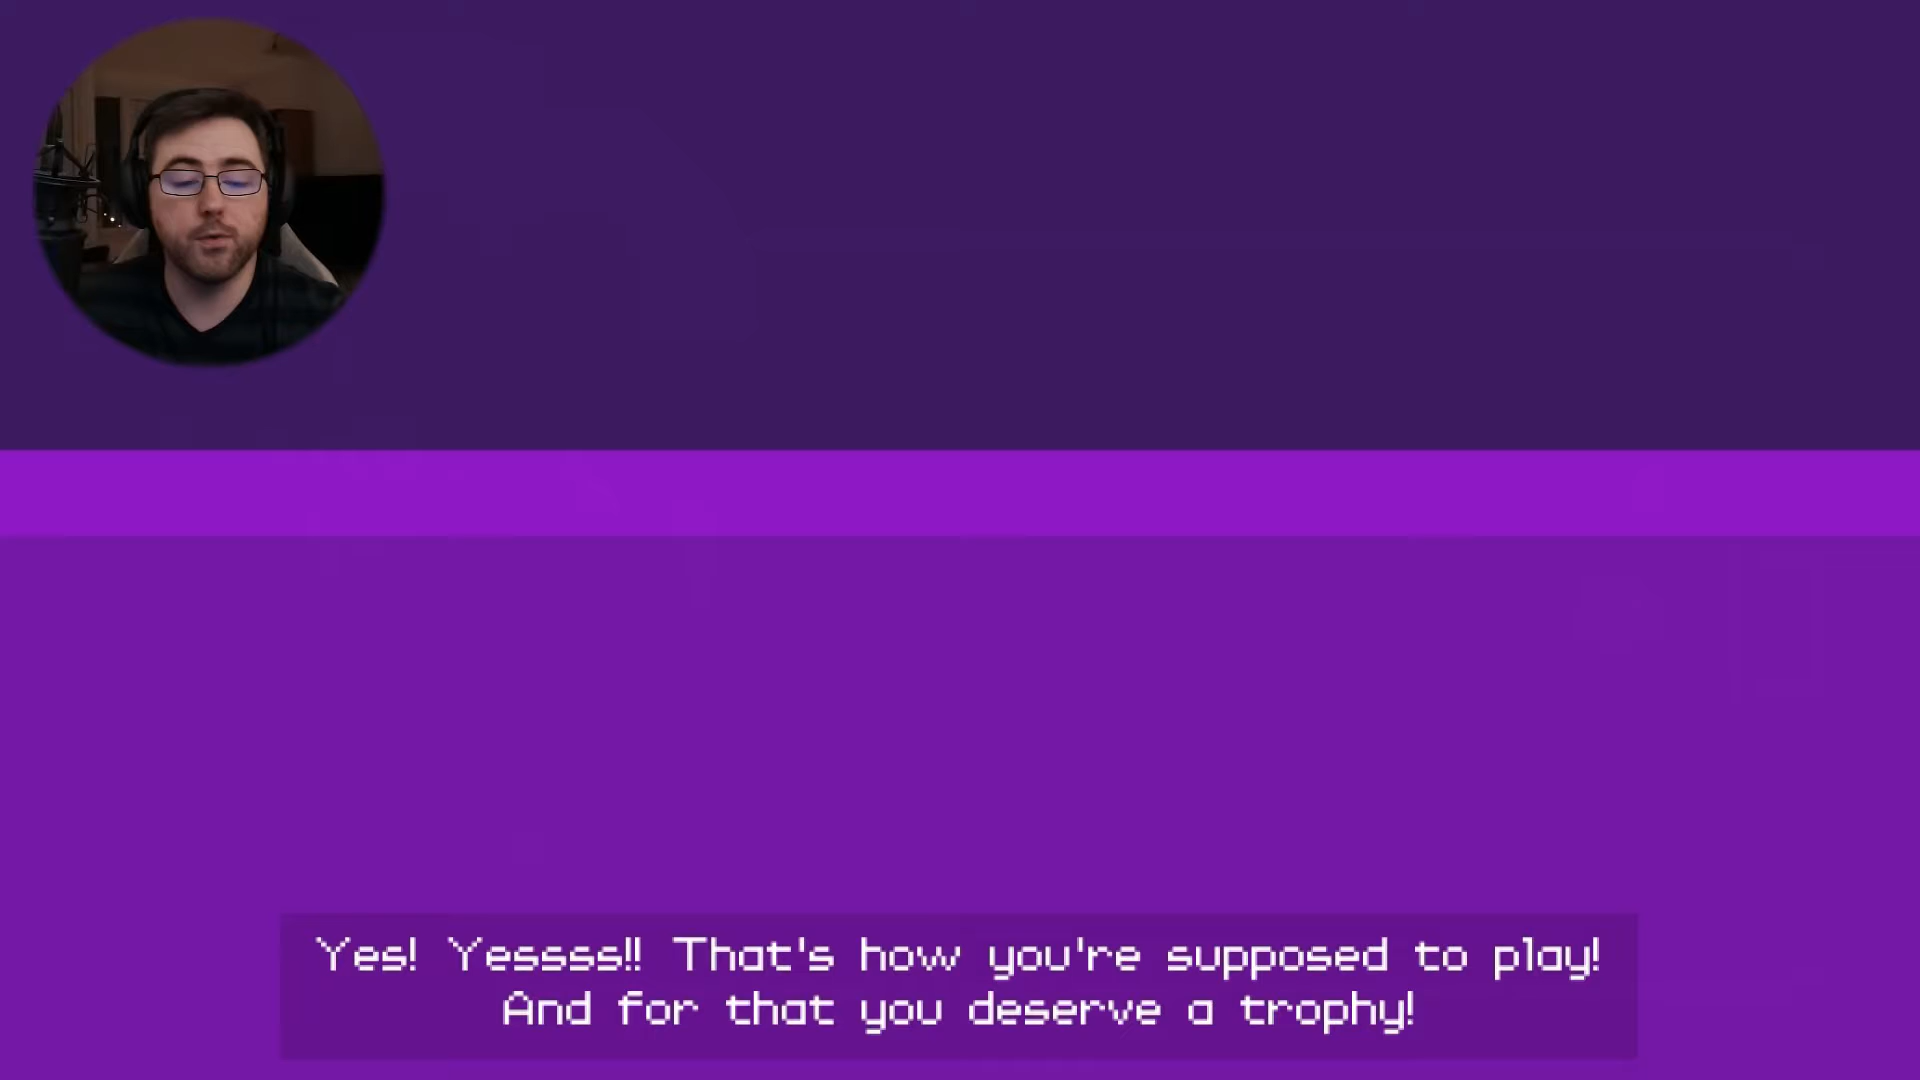 Yes! Yessss!! That's how you're supposed to play!
And for that you deserve a trophy!